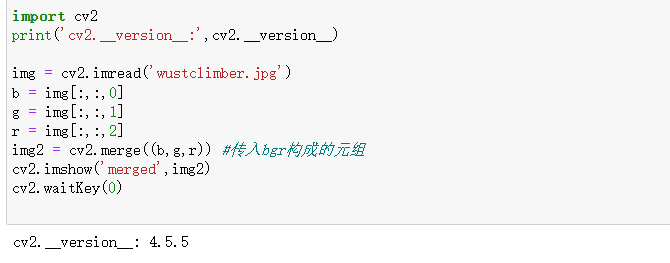 import cv2
print('cv2.__version__:',cv2.__version__)
img = cv2.imread('wustclimber.jpg')
b = img[:,:,0]
g = img[:,:,1]
r = img[:,:,2]
img2 = cv2.merge((b,g,r)) #传入bgr构成的元组
cv2.imshow('merged',img2)
cv2.waitKey(0)
cv2.__version__: 4.5.5